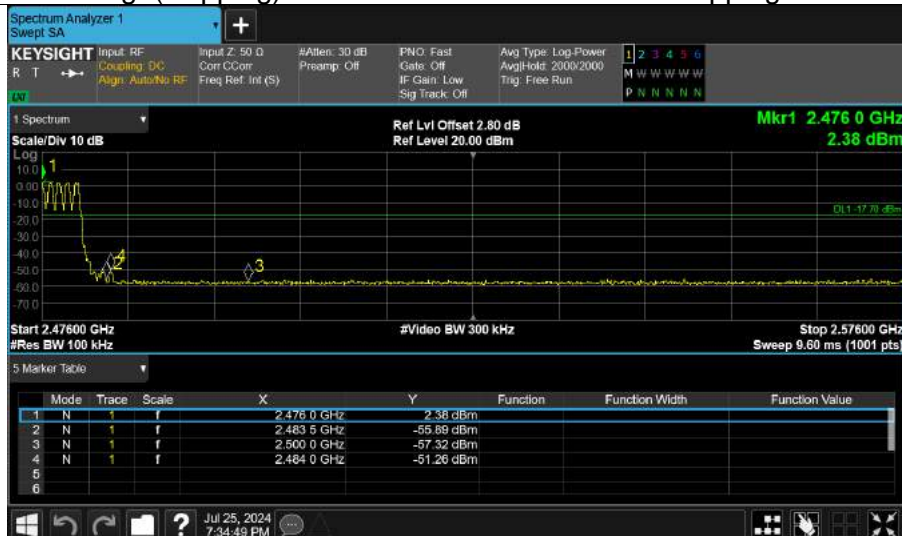 Spectrum Analyzer 1
Swept SA
+
KEYSIGHT
R T
LXI
Input: RF
Coupling: DC
Align: Auto/No RF
Input Z: 50 Ω
Corr CCorr
Freq Ref: Int (S)
#Atten: 30 dB
Preamp: Off
PNO: Fast
Gate: Off
IF Gain: Low
Sig Track: Off
Avg Type: Log-Power
Avg|Hold: 2000/2000
Trig: Free Run
1 2 3 4 5 6
M W W W W W
P N N N N N
1 Spectrum
Scale/Div 10 dB
Ref Lvl Offset 2.80 dB
Ref Level 20.00 dBm
Mkr1 2.476 0 GHz
2.38 dBm
Log
10.0
0.00
-10.0
-20.0
-30.0
-40.0
-50.0
-60.0
-70.0
1
2
4
3
DL1 -17.70 dBm
Start 2.47600 GHz
#Video BW 300 kHz
Stop 2.57600 GHz
#Res BW 100 kHz
Sweep 9.60 ms (1001 pts)
5 Marker Table
Mode Trace Scale X Y Function Function Width Function Value
1 N 1 f 2.476 0 GHz 2.38 dBm
2 N 1 f 2.483 5 GHz -55.89 dBm
3 N 1 f 2.500 0 GHz -57.32 dBm
4 N 1 f 2.484 0 GHz -51.26 dBm
5
6
?
Jul 25, 2024
7:34:49 PM